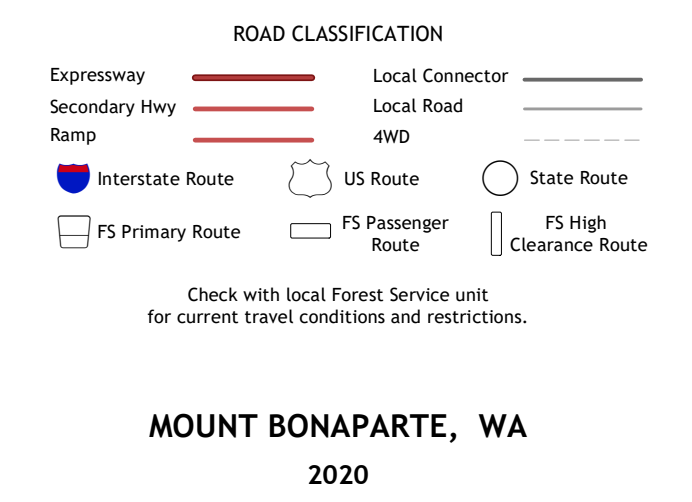 ROAD CLASSIFICATION
Expressway
Local Connector
Secondary Hwy
Local Road
Ramp
4WD
Interstate Route
US Route
State Route
FS Primary Route
FS Passenger
Route
FS High
Clearance Route
Check with local Forest Service unit
for current travel conditions and restrictions.
MOUNT BONAPARTE, WA
2020